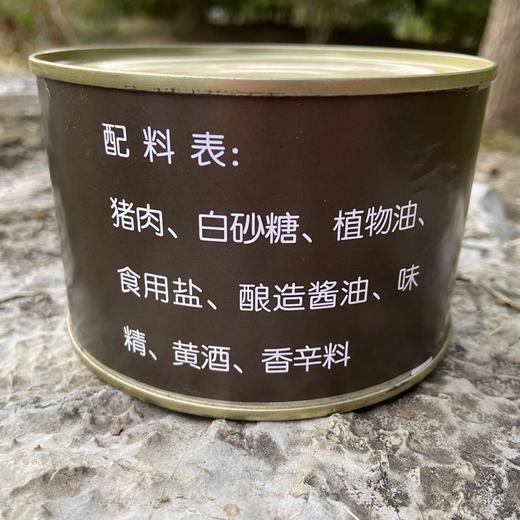 配料表:
猪肉、白砂糖、植物油、
食用盐、酿造酱油、味
精、黄酒、香辛料